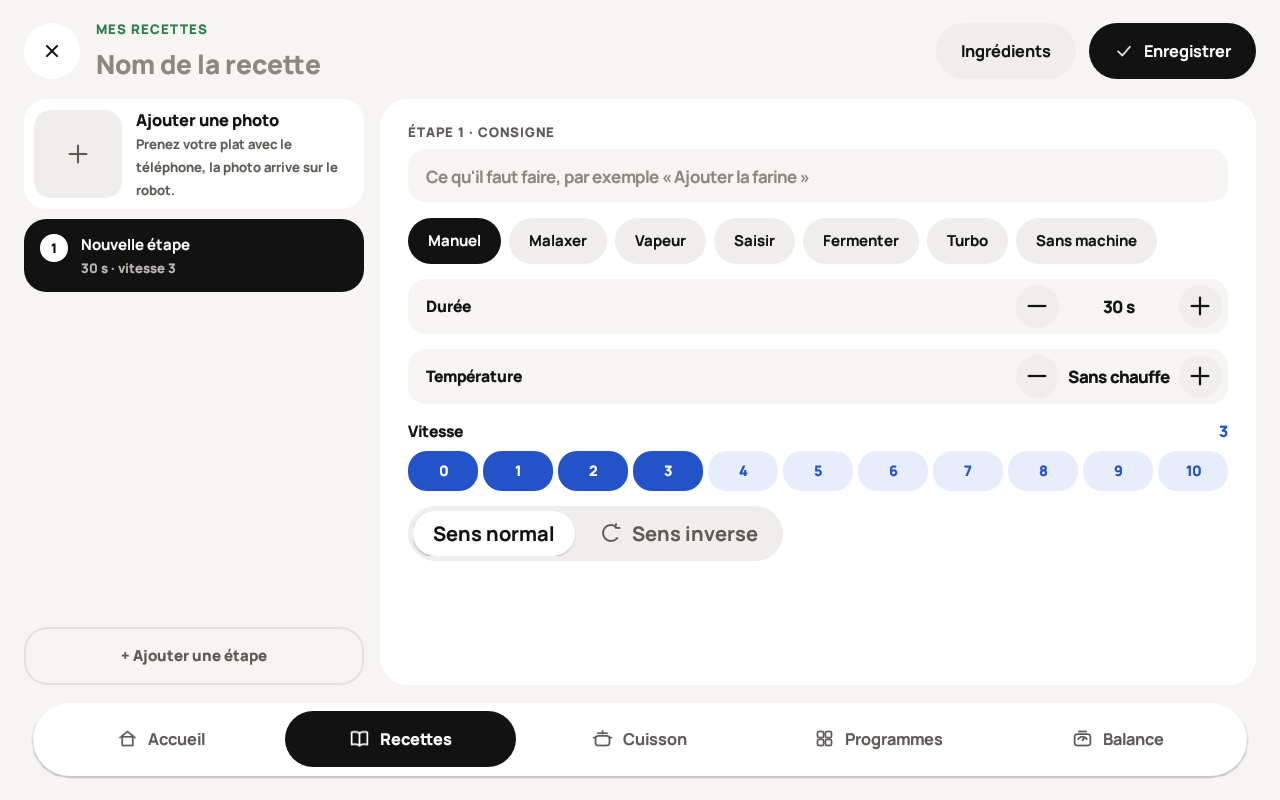 MES RECETTES
Nom de la recette
Ingrédients
Enregistrer
Ajouter une photo
Prenez votre plat avec le
téléphone, la photo arrive sur le
robot.
1
Nouvelle étape
30 s · vitesse 3
+ Ajouter une étape
ÉTAPE 1 · CONSIGNE
Ce qu'il faut faire, par exemple « Ajouter la farine »
Manuel
Malaxer
Vapeur
Saisir
Fermenter
Turbo
Sans machine
Durée
30 s
Température
Sans chauffe
Vitesse
3
0
1
2
3
4
5
6
7
8
9
10
Sens normal
Sens inverse
Accueil
Recettes
Cuisson
Programmes
Balance